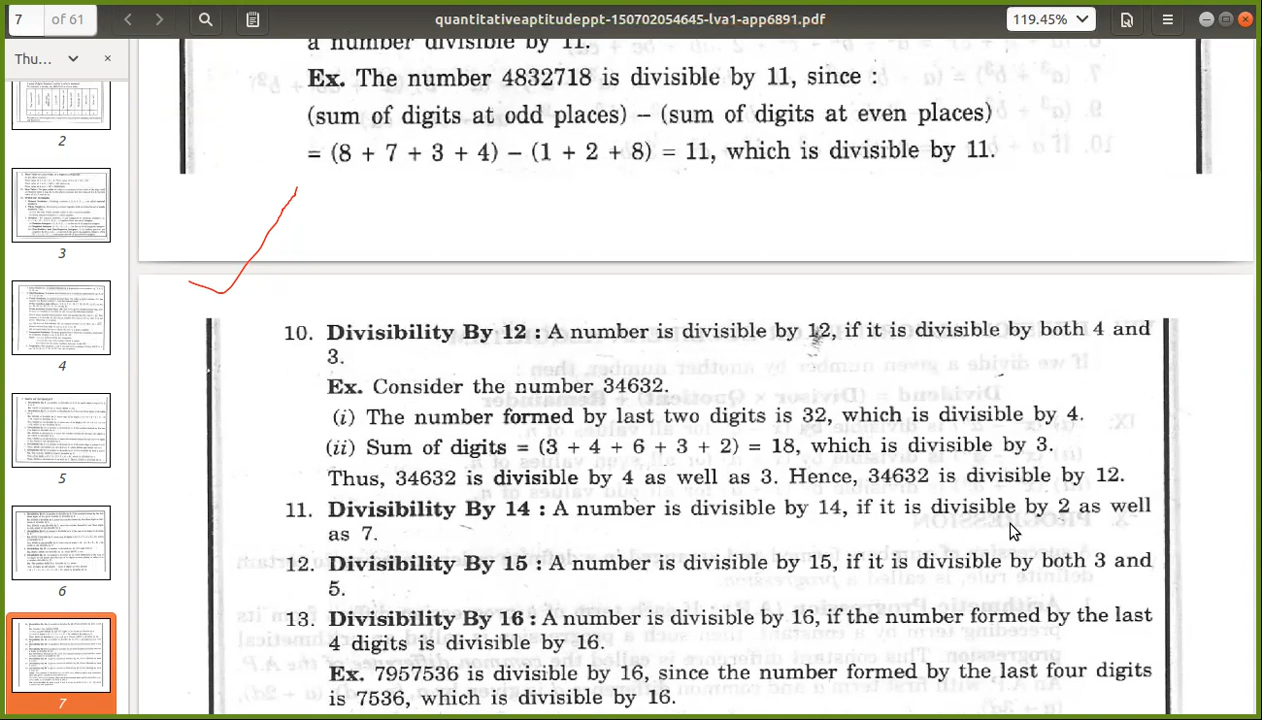 7 of 61
quantitativeaptitudeppt-150702054645-lva1-app6891.pdf
119.45%
Thu...
2
3
4
5
6
7
a number divisible by 11.
Ex. The number 4832718 is divisible by 11, since :
(sum of digits at odd places) – (sum of digits at even places)
= (8 + 7 + 3 + 4) – (1 + 2 + 8) = 11, which is divisible by 11.
10. Divisibility By 12 : A number is divisible by 12, if it is divisible by both 4 and
3.
Ex. Consider the number 34632.
(i) The number formed by last two digits is 32, which is divisible by 4.
(ii) Sum of digits = (3 + 4 + 6 + 3 + 2) = 18, which is divisible by 3.
Thus, 34632 is divisible by 4 as well as 3. Hence, 34632 is divisible by 12.
11. Divisibility By 14 : A number is divisible by 14, if it is divisible by 2 as well
as 7.
12. Divisibility By 15 : A number is divisible by 15, if it is divisible by both 3 and
5.
13. Divisibility By 16 : A number is divisible by 16, if the number formed by the last
4 digits is divisible by 16.
Ex. 7957536 is divisible by 16, since the number formed by the last four digits
is 7536, which is divisible by 16.